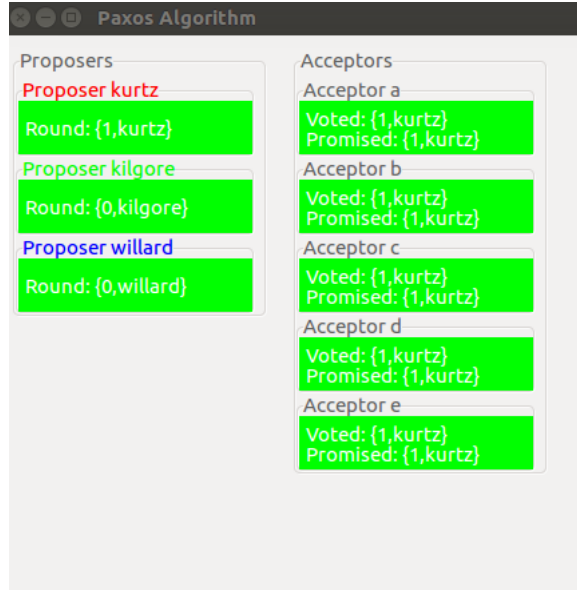 Paxos Algorithm
Proposers
Proposer kurtz
Round: {1,kurtz}
Proposer kilgore
Round: {0,kilgore}
Proposer willard
Round: {0,willard}
Acceptors
Acceptor a
Voted: {1,kurtz}
Promised: {1,kurtz}
Acceptor b
Voted: {1,kurtz}
Promised: {1,kurtz}
Acceptor c
Voted: {1,kurtz}
Promised: {1,kurtz}
Acceptor d
Voted: {1,kurtz}
Promised: {1,kurtz}
Acceptor e
Voted: {1,kurtz}
Promised: {1,kurtz}